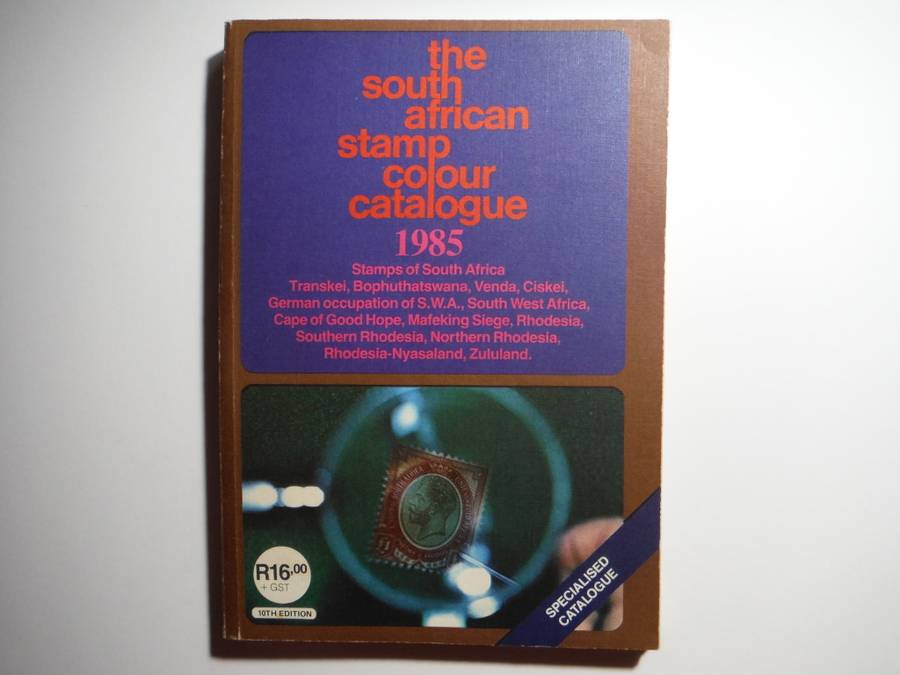 the
south
african
stamp
colour
catalogue
1985
Stamps of South Africa
Transkei, Bophuthatswana, Venda, Ciskei,
German occupation of S.W.A., South West Africa,
Cape of Good Hope, Mafeking Siege, Rhodesia,
Southern Rhodesia, Northern Rhodesia,
Rhodesia-Nyasaland, Zululand.
R16,00
+ GST
10TH EDITION
SPECIALISED
CATALOGUE